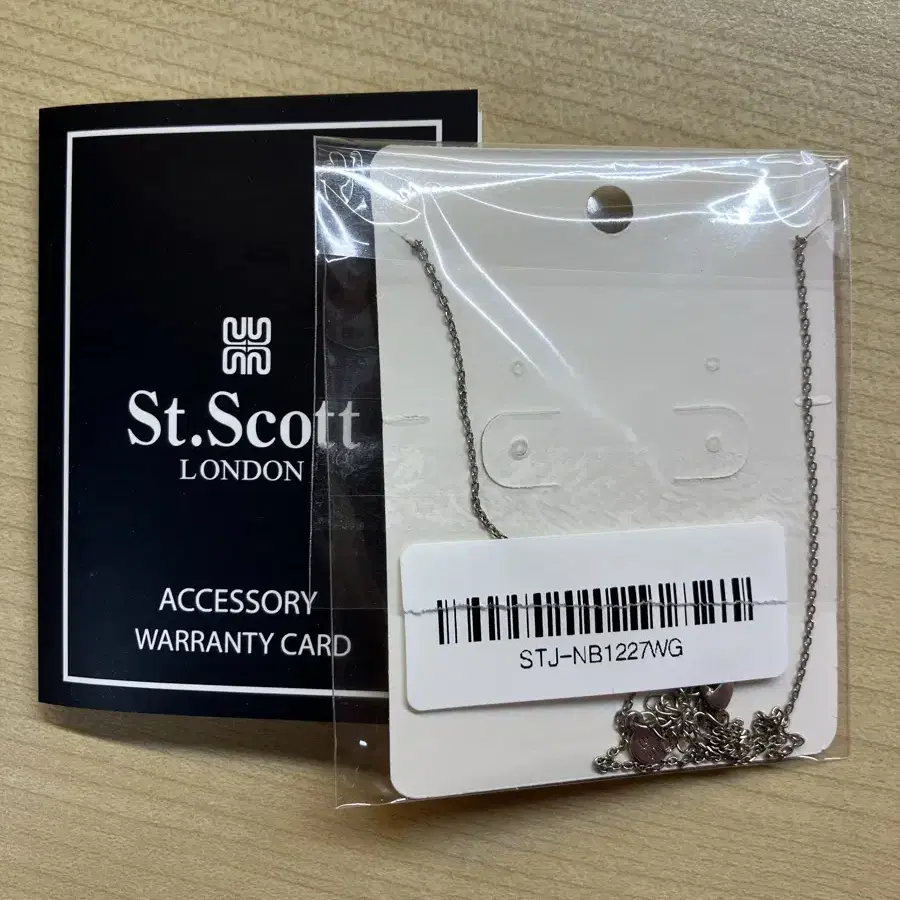 St.Scott
LONDON
ACCESSORY
WARRANTY CARD
STJ-NB1227WG